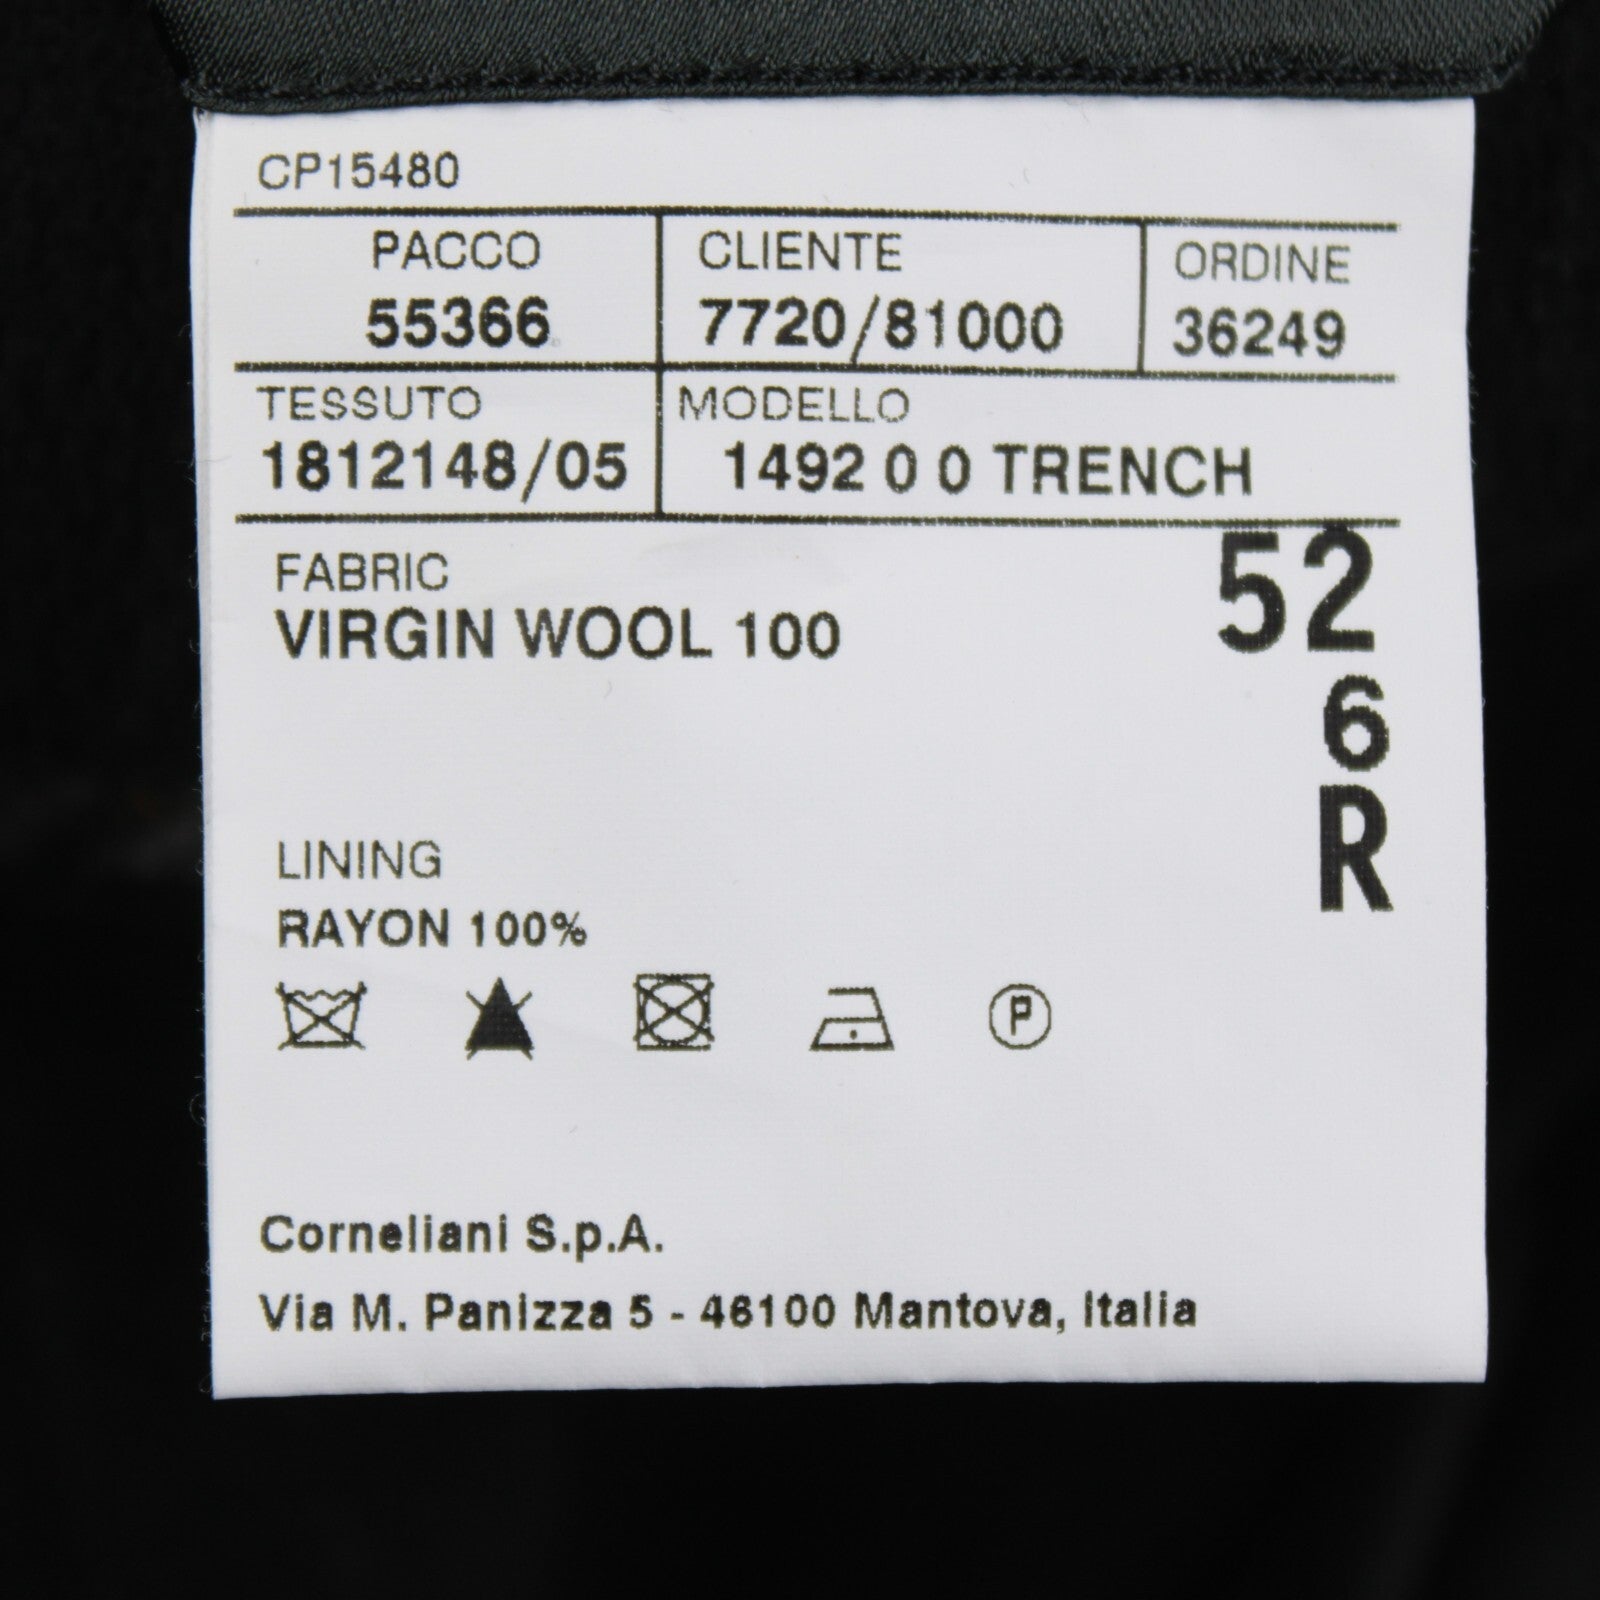 CP15480
PACCO CLIENTE ORDINE
55366 7720/81000 36249
TESSUTO MODELLO
1812148/05 1492 0 0 TRENCH
FABRIC
VIRGIN WOOL 100
52
6
R
LINING
RAYON 100%
P
Corneliani S.p.A.
Via M. Panizza 5 - 46100 Mantova, Italia